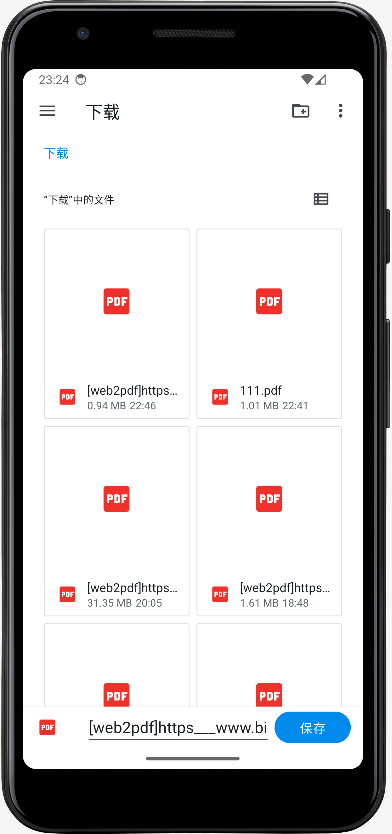 23:24
下载
下载
“下载”中的文件
PDF
PDF
PDF
[web2pdf]https...
0.94 MB 22:46
PDF
111.pdf
1.01 MB 22:41
PDF
PDF
PDF
[web2pdf]https...
31.35 MB 20:05
PDF
[web2pdf]https...
1.61 MB 18:48
PDF
PDF
PDF
[web2pdf]https___www.bi
保存